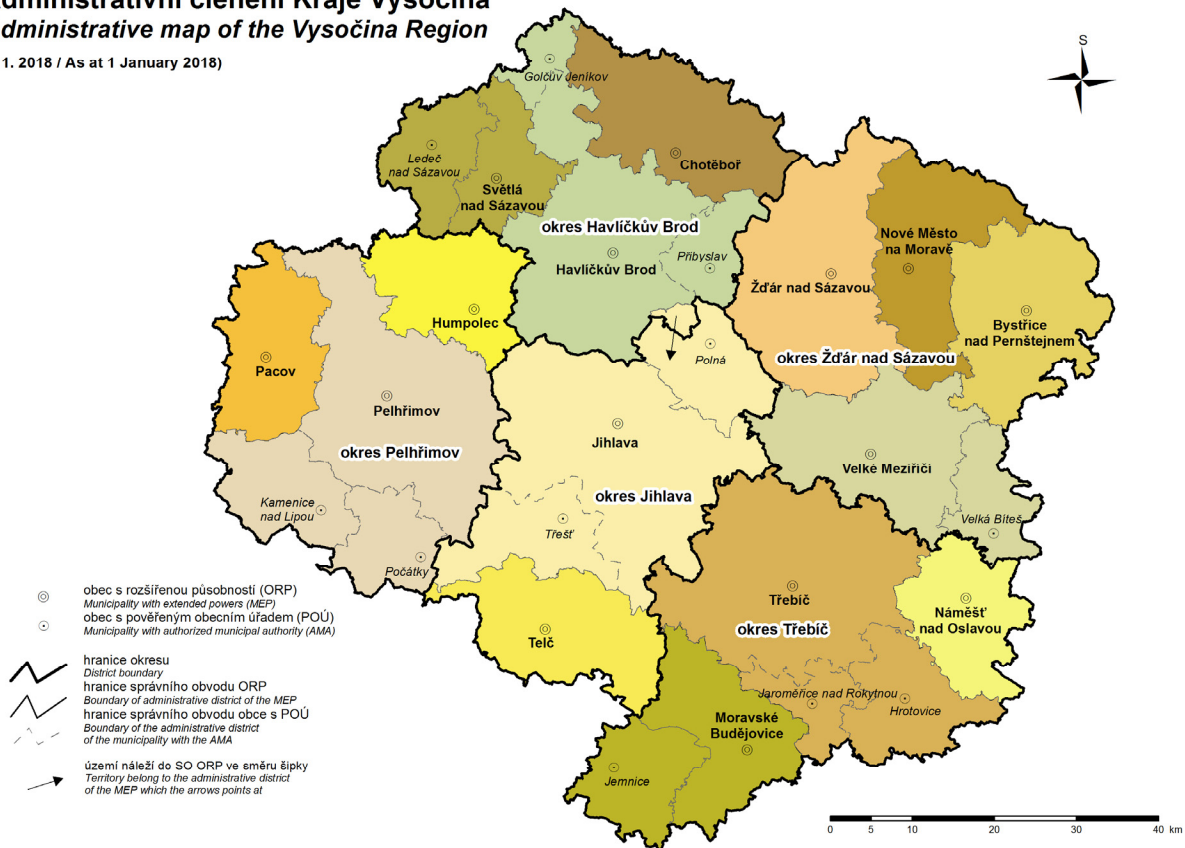 administrativní členění Kraje Vysočina
dministrative map of the Vysočina Region
1. 2018 / As at 1 January 2018)
S
Golčův Jeníkov
Ledeč
nad Sázavou
Světlá
nad Sázavou
Chotěboř
okres Havlíčkův Brod
Havlíčkův Brod
Přibyslav
Nové Město
na Moravě
Žďár nad Sázavou
Humpolec
Bystřice
nad Pernštejnem
okres Žďár nad Sázavou
Polná
Pacov
Pelhřimov
okres Pelhřimov
Jihlava
okres Jihlava
Velké Meziříčí
Kamenice
nad Lipou
Třešť
Velká Bíteš
Počátky
Třebíč
okres Třebíč
Náměšť
nad Oslavou
Telč
Jaroměřice nad Rokytnou
Hrotovice
Moravské
Budějovice
Jemnice
obec s rozšířenou působností (ORP)
Municipality with extended powers (MEP)
obec s pověřeným obecním úřadem (POÚ)
Municipality with authorized municipal authority (AMA)
hranice okresu
District boundary
hranice správního obvodu ORP
Boundary of administrative district of the MEP
hranice správního obvodu obce s POÚ
Boundary of the administrative district
of the municipality with the AMA
území náleží do SO ORP ve směru šipky
Territory belong to the administrative district
of the MEP which the arrows points at
0 5 10 20 30 40 km